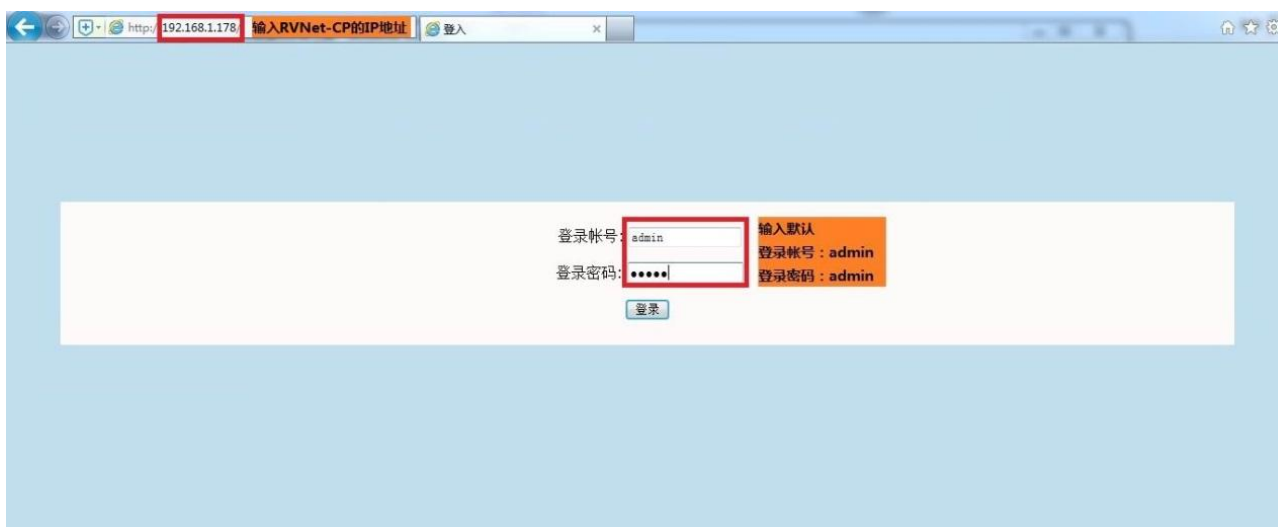 http://192.168.1.178/ 输入RVNet-CP的IP地址 登入
登录帐号: admin
输入默认
登录帐号：admin
登录密码: •••••
登录密码：admin
登录